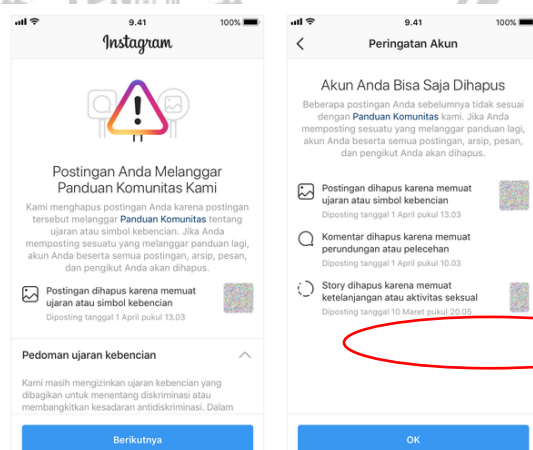 9.41
100%
Instagram
Postingan Anda Melanggar
Panduan Komunitas Kami
Kami menghapus postingan Anda karena postingan
tersebut melanggar Panduan Komunitas tentang
ujaran atau simbol kebencian. Jika Anda
memposting sesuatu yang melanggar panduan lagi,
akun Anda beserta semua postingan, arsip, pesan,
dan pengikut Anda akan dihapus.
Postingan dihapus karena memuat
ujaran atau simbol kebencian
Diposting tanggal 1 April pukul 13.03
Pedoman ujaran kebencian
Kami masih mengizinkan ujaran kebencian yang
dibagikan untuk menentang diskriminasi atau
membangkitkan kesadaran antidiskriminasi. Dalam
Berikutnya
9.41
100%
Peringatan Akun
Akun Anda Bisa Saja Dihapus
Beberapa postingan Anda sebelumnya tidak sesuai
dengan Panduan Komunitas kami. Jika Anda
memposting sesuatu yang melanggar panduan lagi,
akun Anda beserta semua postingan, arsip, pesan,
dan pengikut Anda akan dihapus.
Postingan dihapus karena memuat
ujaran atau simbol kebencian
Diposting tanggal 1 April pukul 13.03
Komentar dihapus karena memuat
perundungan atau pelecehan
Diposting tanggal 1 April pukul 10.03
Story dihapus karena memuat
ketelanjangan atau aktivitas seksual
Diposting tanggal 10 Maret pukul 20.05
OK